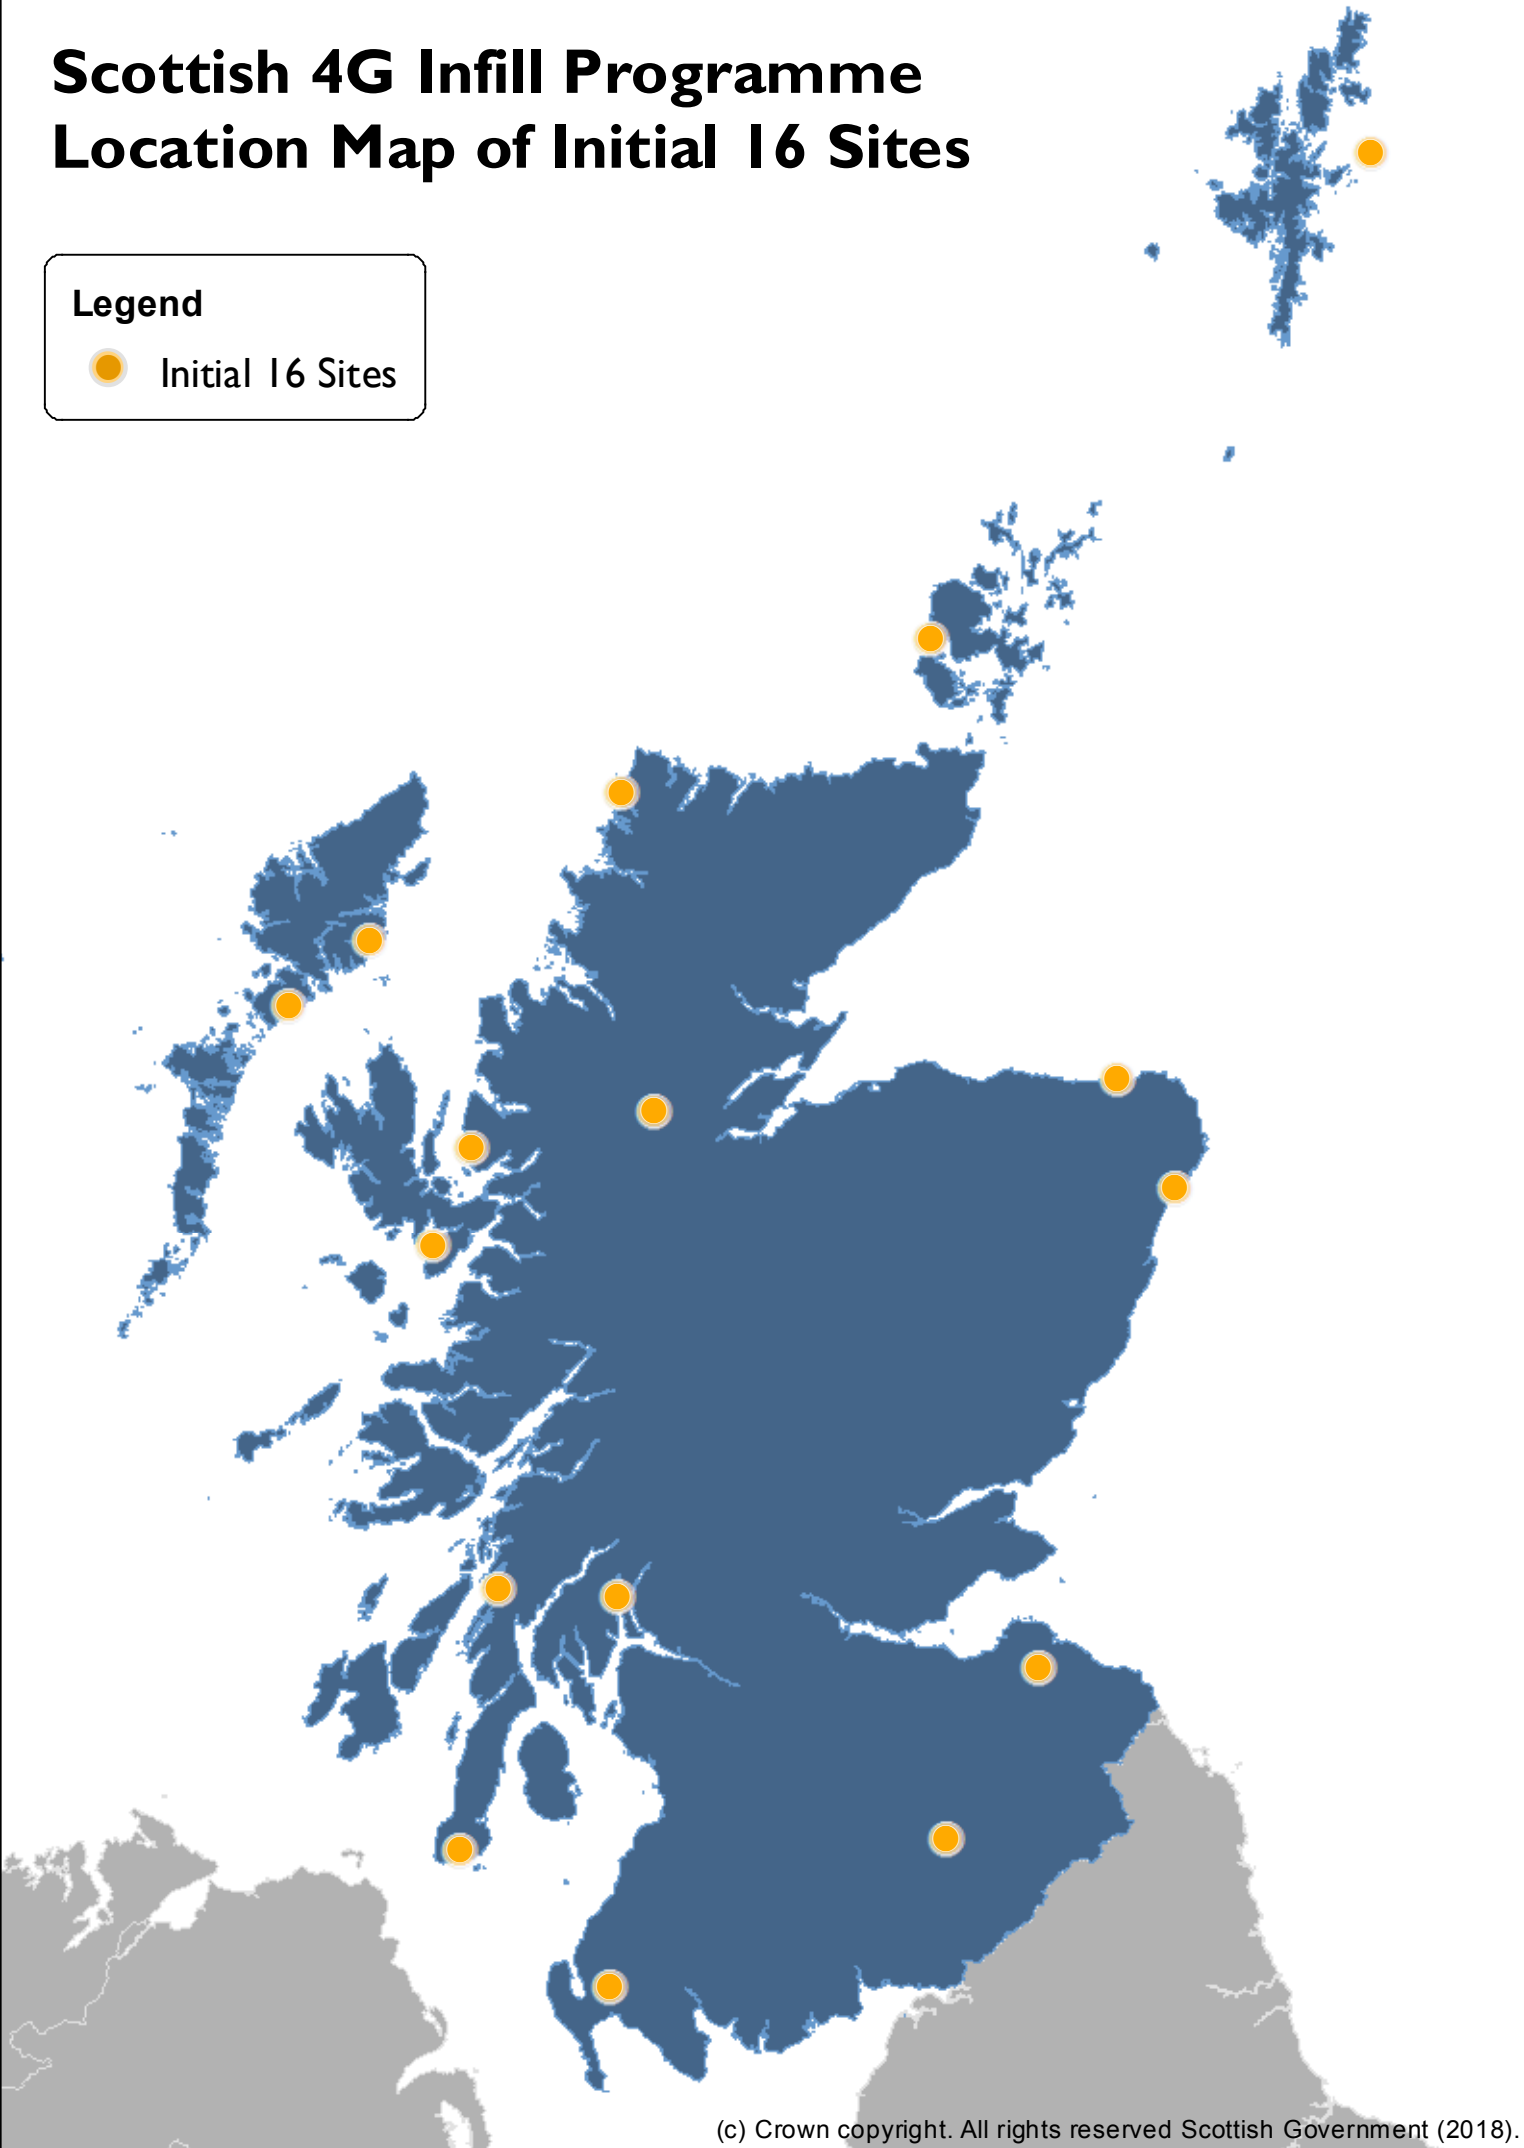 Scottish 4G Infill Programme
Location Map of Initial 16 Sites
Legend
Initial 16 Sites
(c) Crown copyright. All rights reserved Scottish Government (2018).